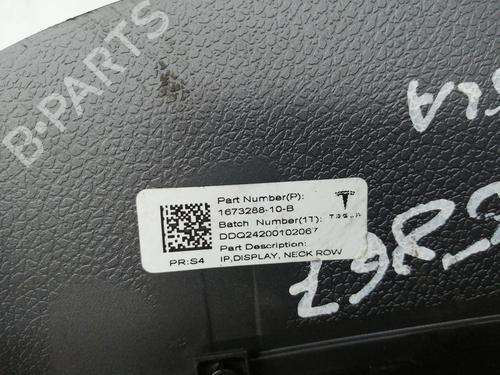 B-PARTS
Part Number(P):
1673288-10-B
Batch Number(1T):
TESLA
DDQ24200102067
Part Description:
PR:S4
IP,DISPLAY, NECK ROW